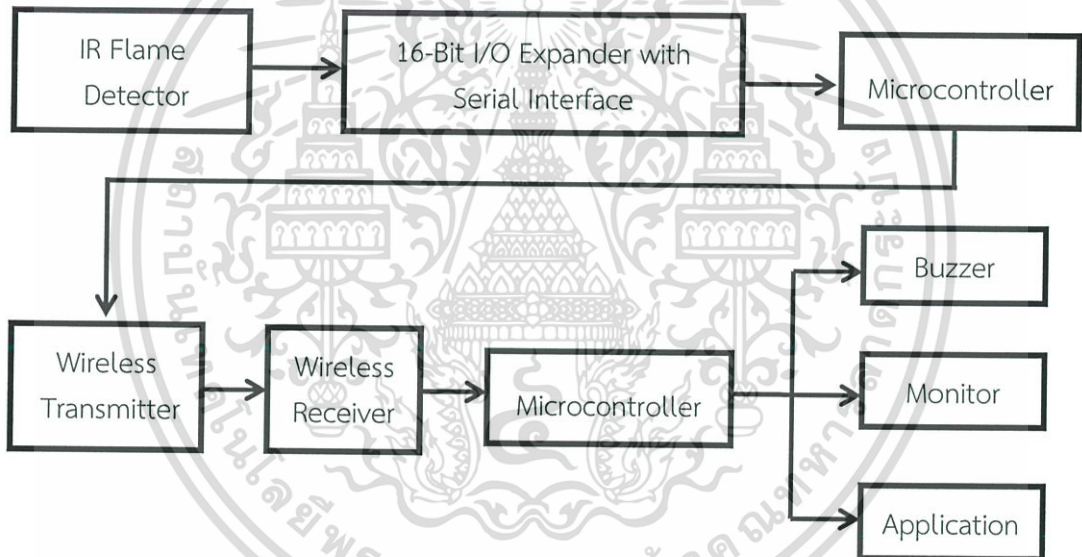 IR Flame
Detector
16-Bit I/O Expander with
Serial Interface
Microcontroller
Wireless
Transmitter
Wireless
Receiver
Microcontroller
Buzzer
Monitor
Application